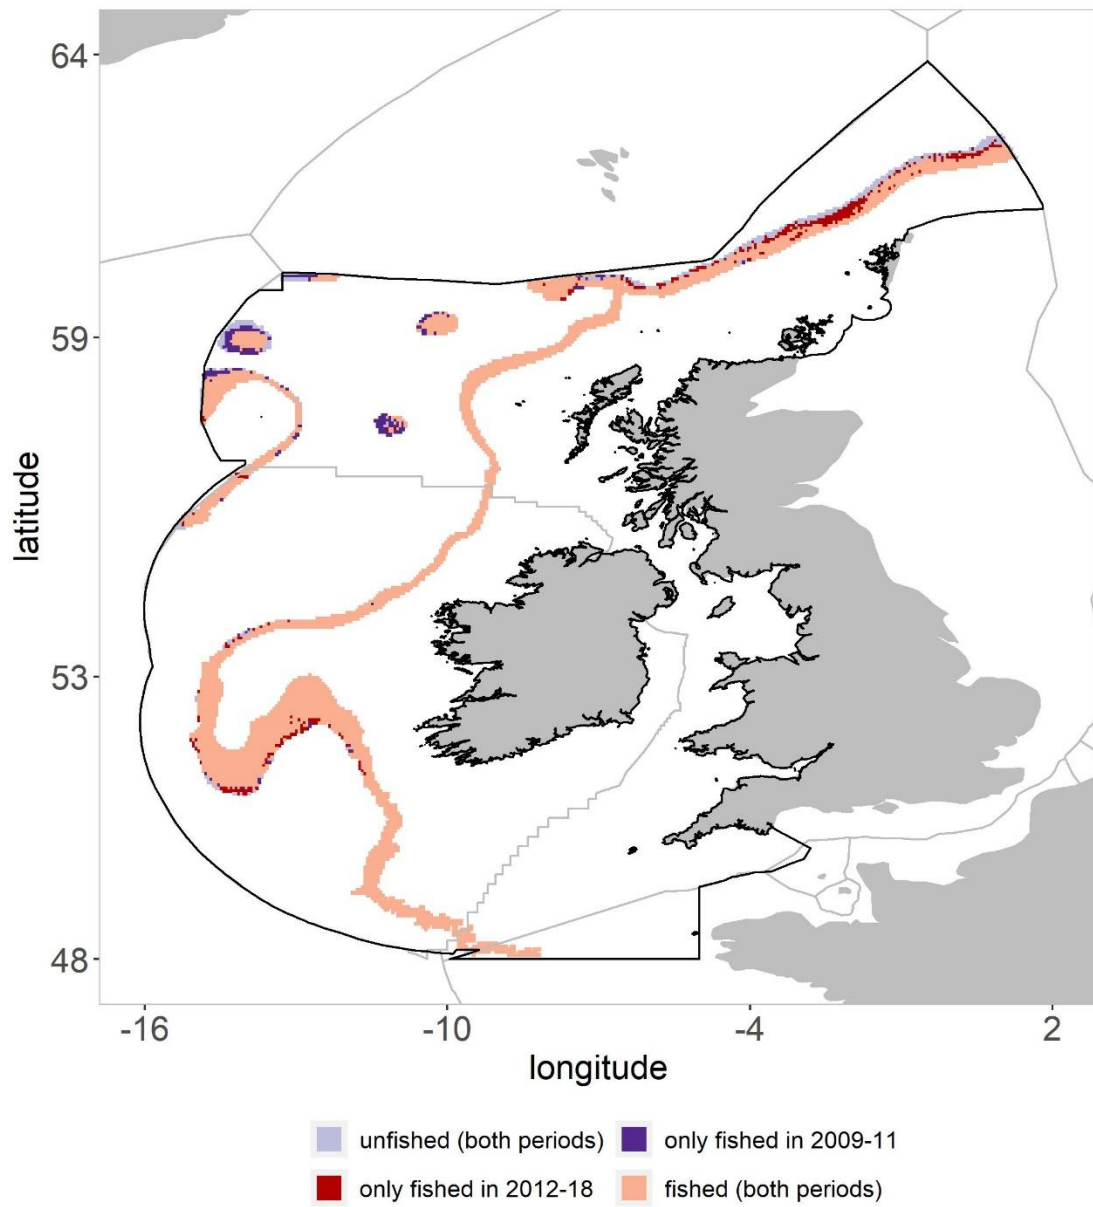 64
59
53
48
latitude
-16 -10 -4 2
longitude
unfished (both periods) only fished in 2009-11
only fished in 2012-18 fished (both periods)